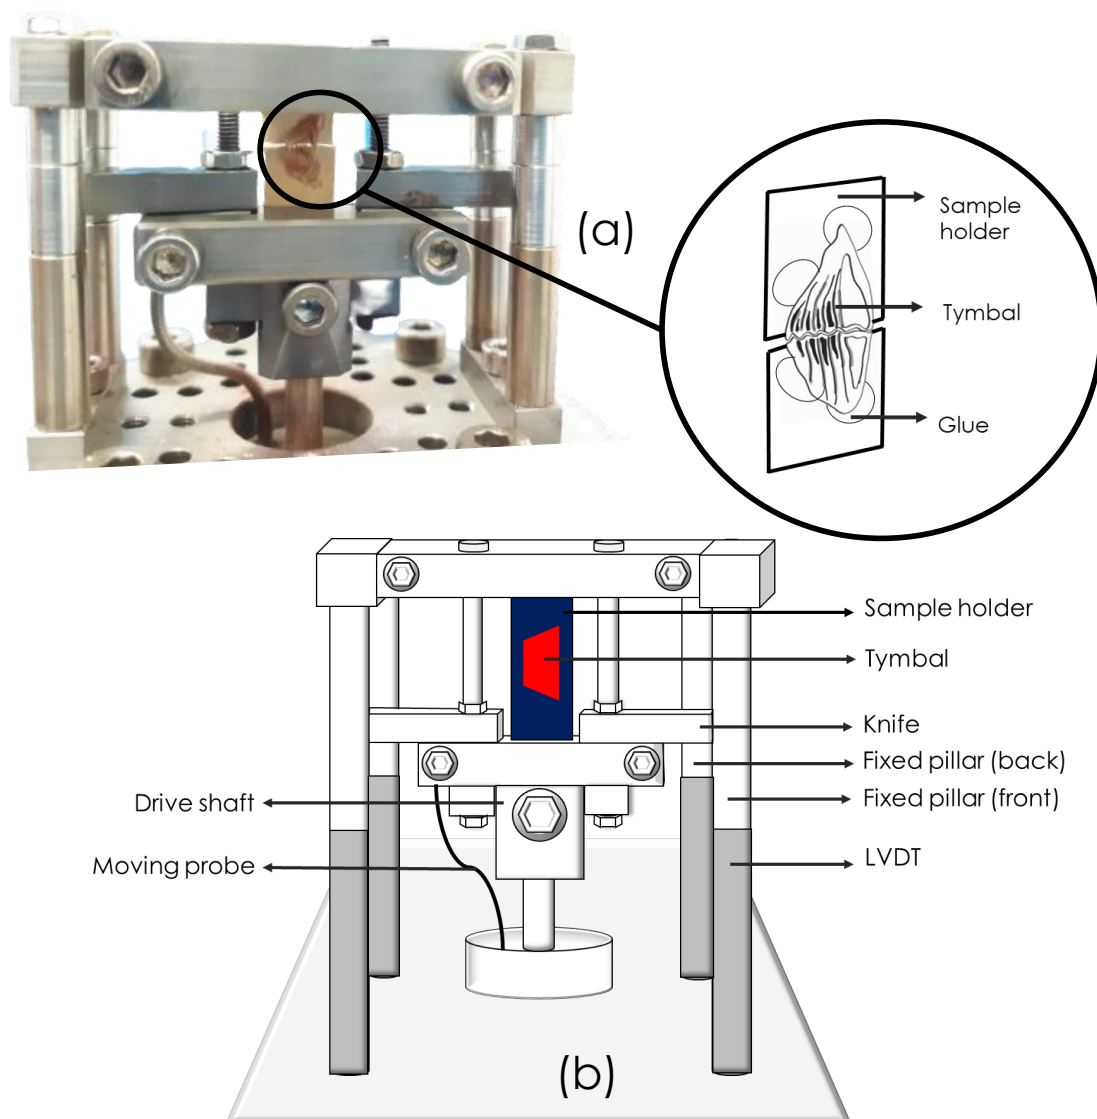 (a)
Sample
holder
Tymbal
Glue
Sample holder
Tymbal
Knife
Fixed pillar (back)
Drive shaft
Fixed pillar (front)
Moving probe
LVDT
(b)